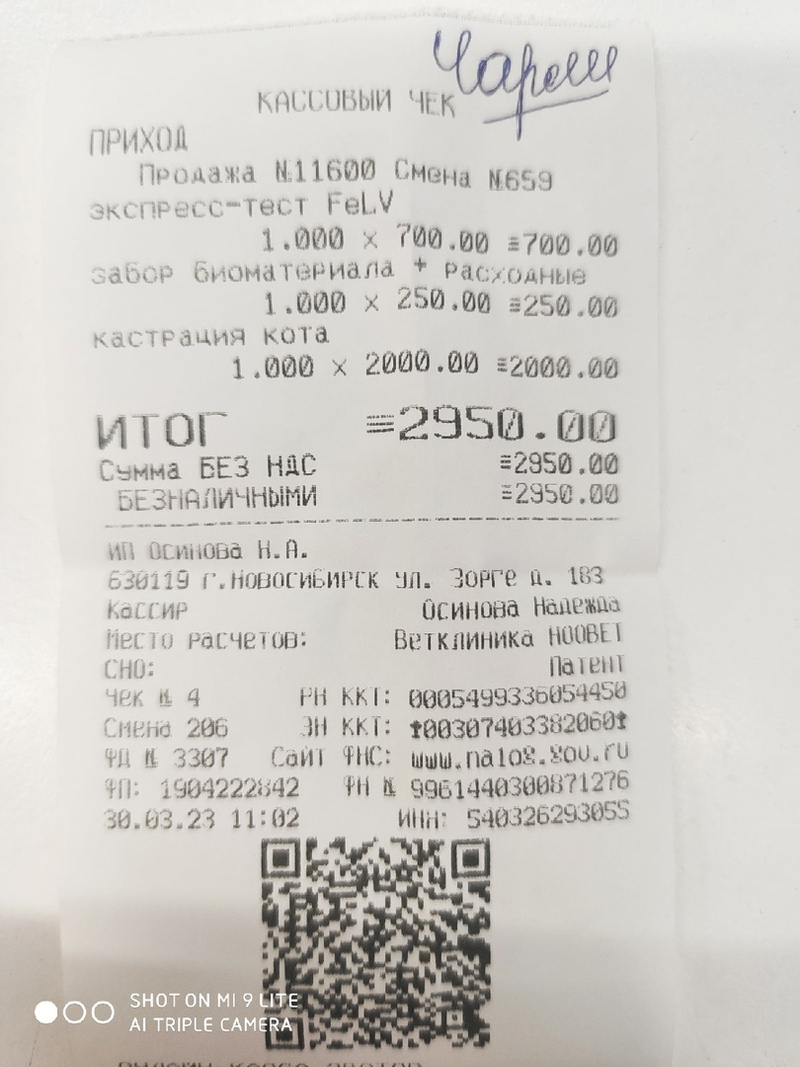 Чареш
КАССОВЫЙ ЧЕК
ПРИХОД
Продажа №11600 Смена №659
экспресс-тест FeLV
1.000 × 700.00 ≡700.00
забор биоматериала + расходные
1.000 × 250.00 ≡250.00
кастрация кота
1.000 × 2000.00 ≡2000.00
ИТОГ ≡2950.00
Сумма БЕЗ НДС ≡2950.00
БЕЗНАЛИЧНЫМИ ≡2950.00
ИП Осинова Н.А.
630119 г.Новосибирск ул. Зорге д. 183
Кассир Осинова Надежда
Место расчетов: Ветклиника НООВЕТ
СНО: Патент
Чек № 4 РН ККТ: 0005499336054450
Смена 206 ЗН ККТ: 00307403382060
ФД № 3307 Сайт ФНС: www.nalog.gov.ru
ФП: 1904222842 ФН № 9961440300871276
30.03.23 11:02 ИНН: 540326293055
SHOT ON MI 9 LITE
AI TRIPLE CAMERA